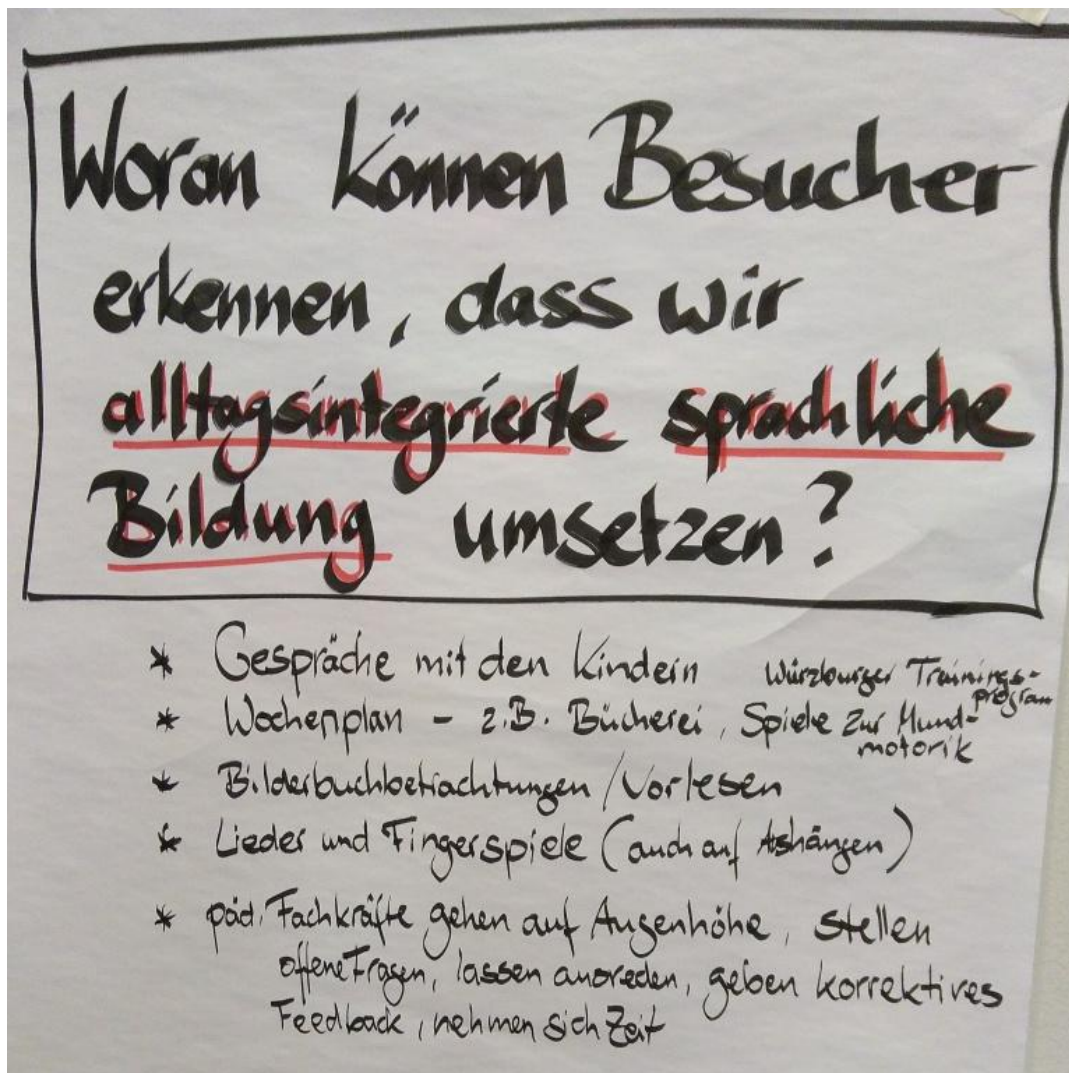 Woran können Besucher
erkennen, dass wir
alltagsintegrierte sprachliche
Bildung umsetzen?
* Gespräche mit den Kindern Würzburger Trainings-
program
* Wochenplan - z.B. Bücherei, Spiele zur Mund-
motorik
* Bilderbuchbetrachtungen / Vorlesen
* Lieder und Fingerspiele (auch auf Aushängen)
* päd. Fachkräfte gehen auf Augenhöhe, stellen
offene Fragen, lassen ausreden, geben korrektives
Feedback, nehmen sich Zeit